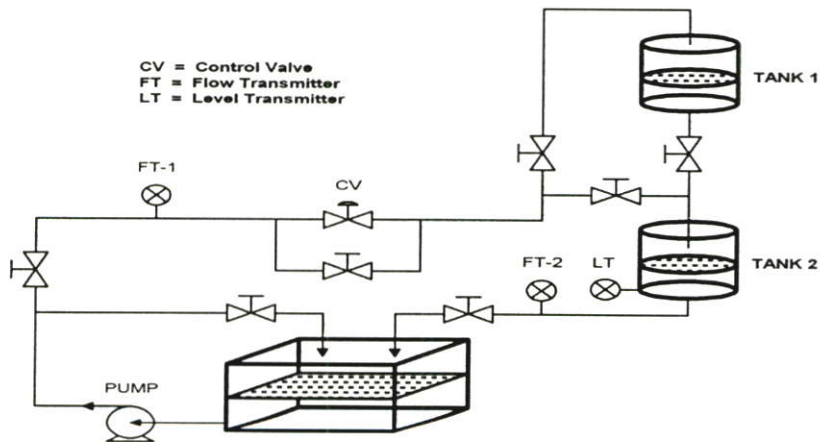 CV = Control Valve
FT = Flow Transmitter
LT = Level Transmitter
TANK 1
FT-1
CV
FT-2
LT
TANK 2
PUMP